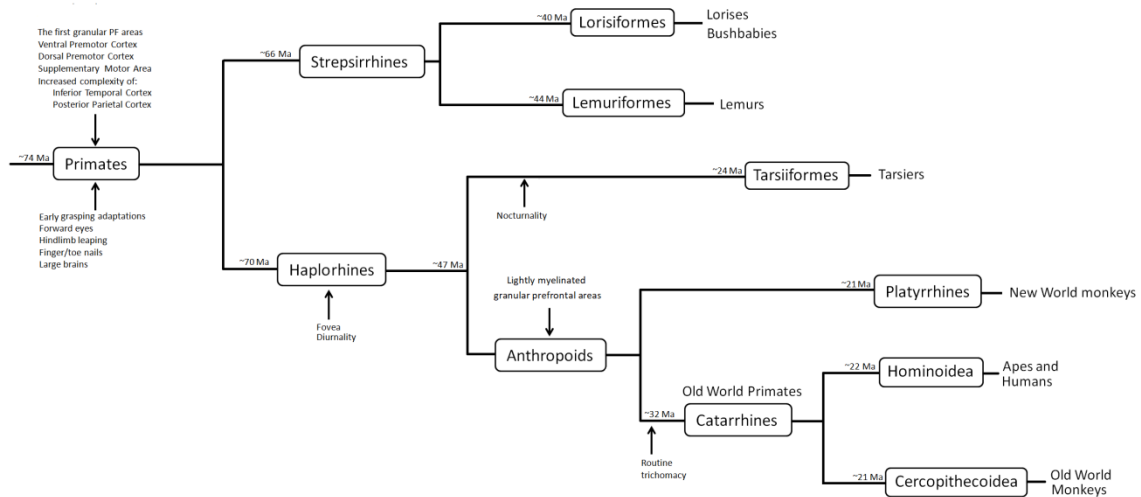 The first granular PF areas
Ventral Premotor Cortex
Dorsal Premotor Cortex
Supplementary Motor Area
Increased complexity of:
Inferior Temporal Cortex
Posterior Parietal Cortex
~74 Ma
Primates
Early grasping adaptations
Forward eyes
Hindlimb leaping
Finger/toe nails
Large brains
~66 Ma
Strepsirrhines
~40 Ma
Lorisiformes
Lorises
Bushbabies
~44 Ma
Lemuriformes
Lemurs
~70 Ma
Haplorhines
Fovea
Diurnality
~47 Ma
Nocturnality
~24 Ma
Tarsiiformes
Tarsiers
Lightly myelinated
granular prefrontal areas
Anthropoids
~21 Ma
Platyrrhines
New World monkeys
Old World Primates
~32 Ma
Catarrhines
Routine
trichomacy
~22 Ma
Hominoidea
Apes and
Humans
~21 Ma
Cercopithecoidea
Old World
Monkeys